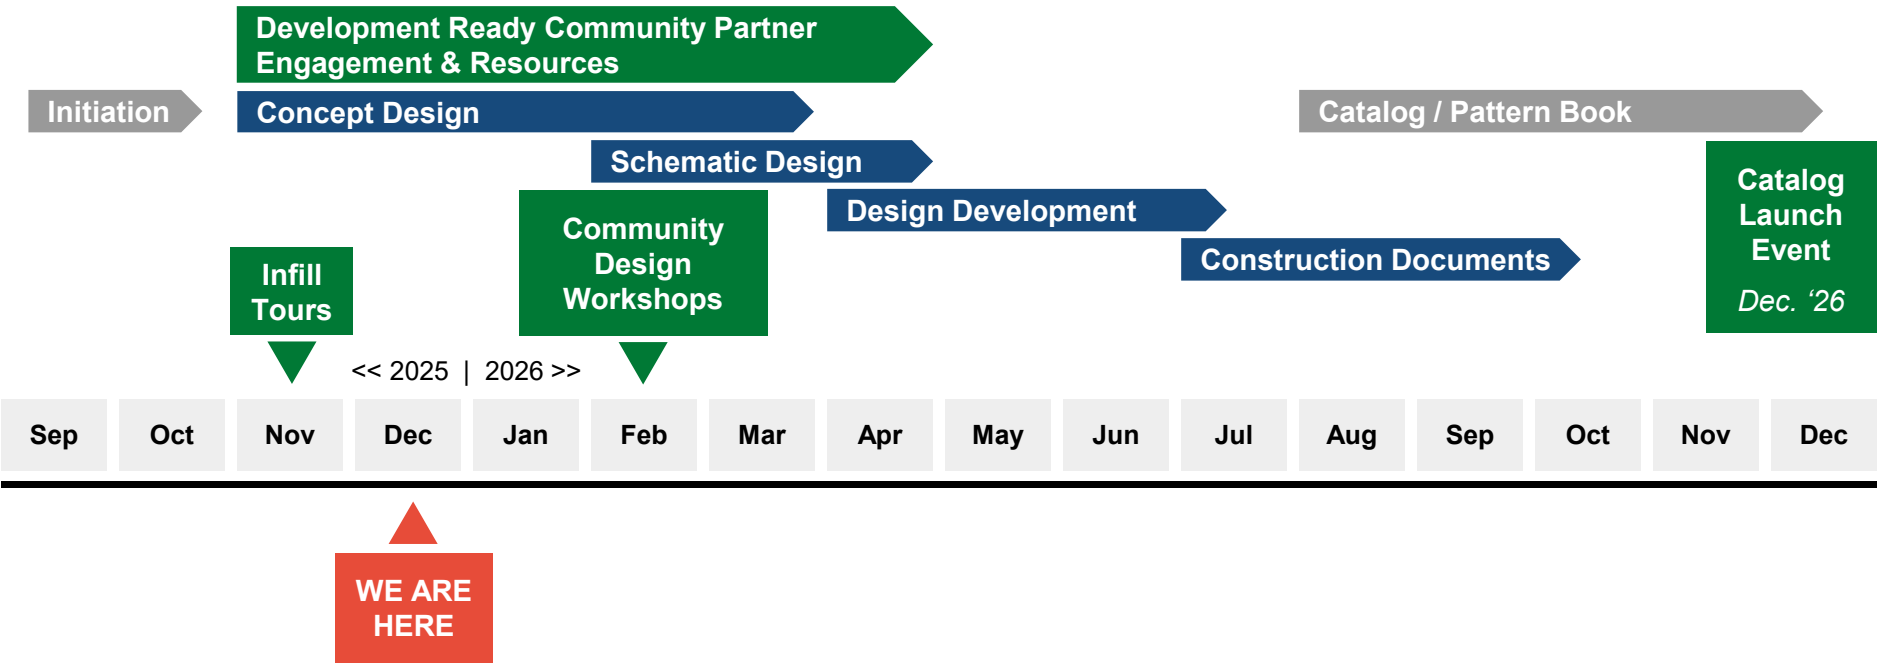 Development Ready Community Partner
Engagement & Resources
Initiation
Concept Design
Catalog / Pattern Book
Schematic Design
Design Development
Construction Documents
Infill
Tours
Community
Design
Workshops
Catalog
Launch
Event
Dec. ‘26
<< 2025 | 2026 >>
Sep Oct Nov Dec Jan Feb Mar Apr May Jun Jul Aug Sep Oct Nov Dec
WE ARE
HERE